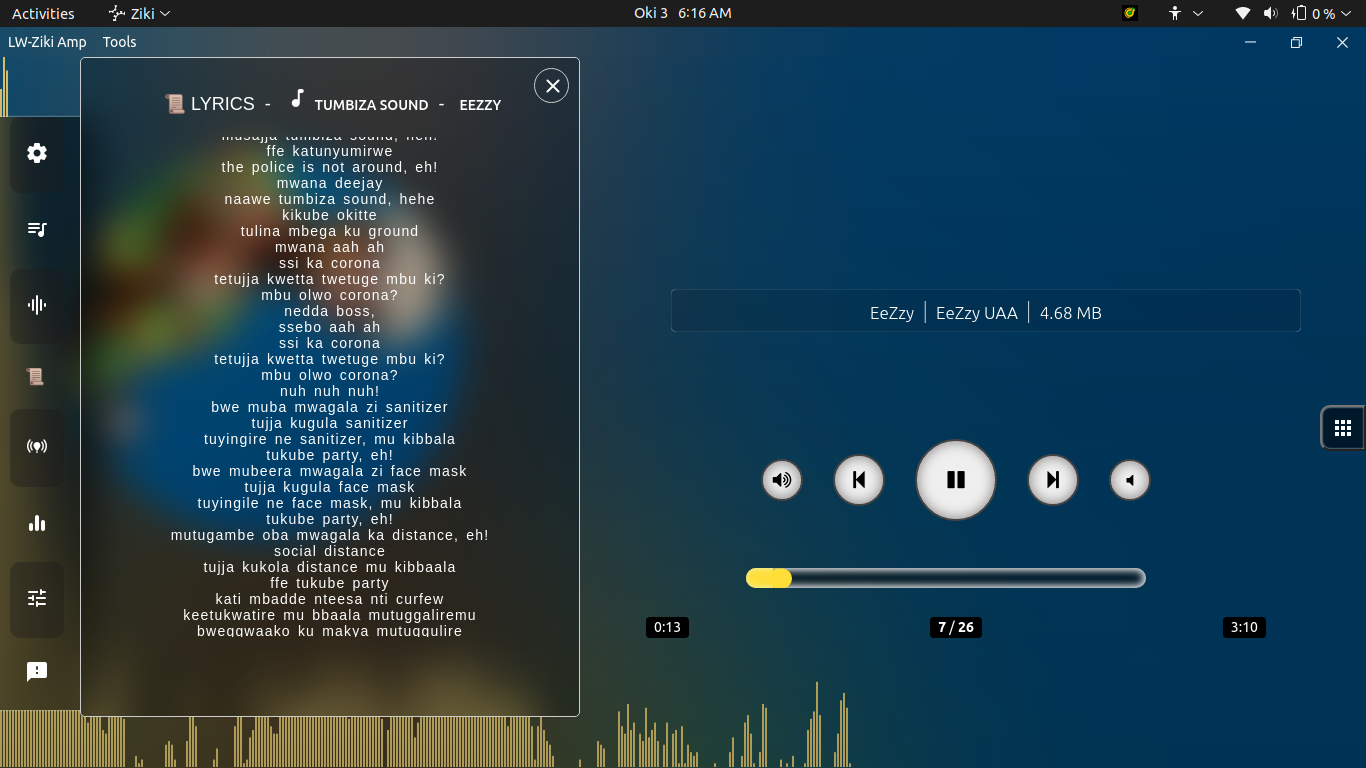 Activities Ziki Oki 3 6:16 AM 0 %
LW-Ziki Amp Tools
LYRICS - TUMBIZA SOUND - EEZZY
musajja tumbiza sound, heh!
ffe katunyumirwe
the police is not around, eh!
mwana deejay
naawe tumbiza sound, hehe
kikube okitte
tulina mbega ku ground
mwana aah ah
ssi ka corona
tetujja kwetta twetuge mbu ki?
mbu olwo corona?
nedda boss,
ssebo aah ah
ssi ka corona
tetujja kwetta twetuge mbu ki?
mbu olwo corona?
nuh nuh nuh!
bwe muba mwagala zi sanitizer
tujja kugula sanitizer
tuyingire ne sanitizer, mu kibbala
tukube party, eh!
bwe mubeera mwagala zi face mask
tujja kugula face mask
tuyingile ne face mask, mu kibbala
tukube party, eh!
mutugambe oba mwagala ka distance, eh!
social distance
tujja kukola distance mu kibbaala
ffe tukube party
kati mbadde nteesa nti curfew
keetukwatire mu bbaala mutuggaliremu
bweggwaako ku makya mutuggulire
EeZzy | EeZzy UAA | 4.68 MB
0:13 7 / 26 3:10